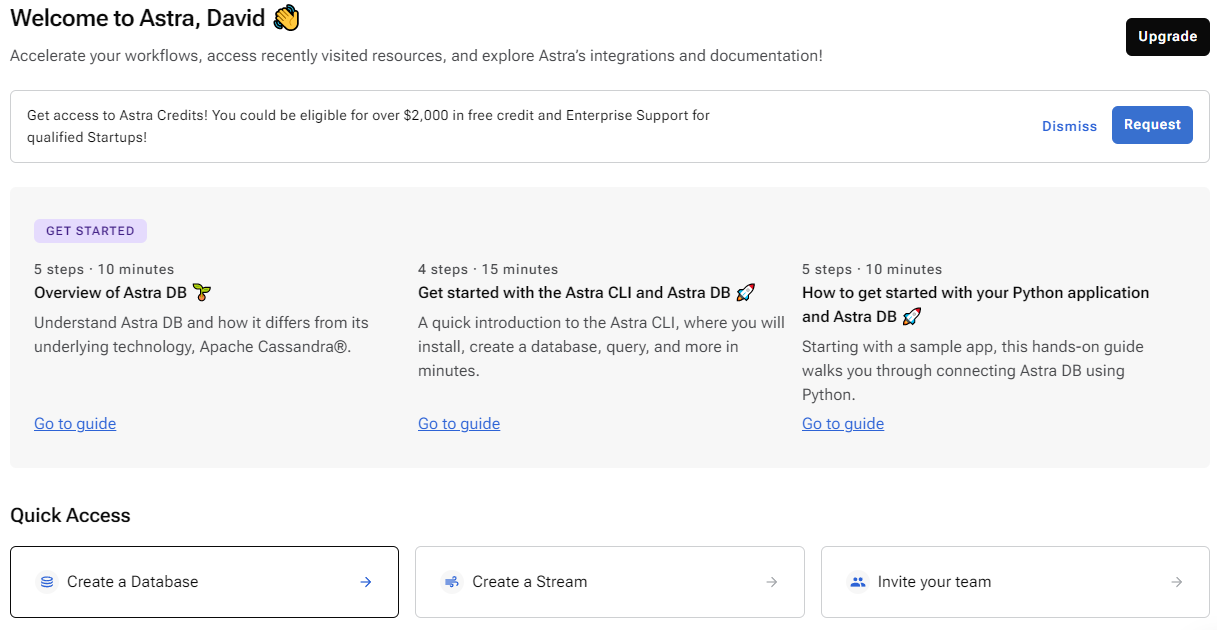 Welcome to Astra, David 👋
Upgrade
Accelerate your workflows, access recently visited resources, and explore Astra’s integrations and documentation!
Get access to Astra Credits! You could be eligible for over $2,000 in free credit and Enterprise Support for
qualified Startups!
Dismiss
Request
GET STARTED
5 steps · 10 minutes
Overview of Astra DB 🌱
Understand Astra DB and how it differs from its
underlying technology, Apache Cassandra®.
Go to guide
4 steps · 15 minutes
Get started with the Astra CLI and Astra DB 🚀
A quick introduction to the Astra CLI, where you will
install, create a database, query, and more in
minutes.
Go to guide
5 steps · 10 minutes
How to get started with your Python application
and Astra DB 🚀
Starting with a sample app, this hands-on guide
walks you through connecting Astra DB using
Python.
Go to guide
Quick Access
Create a Database
Create a Stream
Invite your team